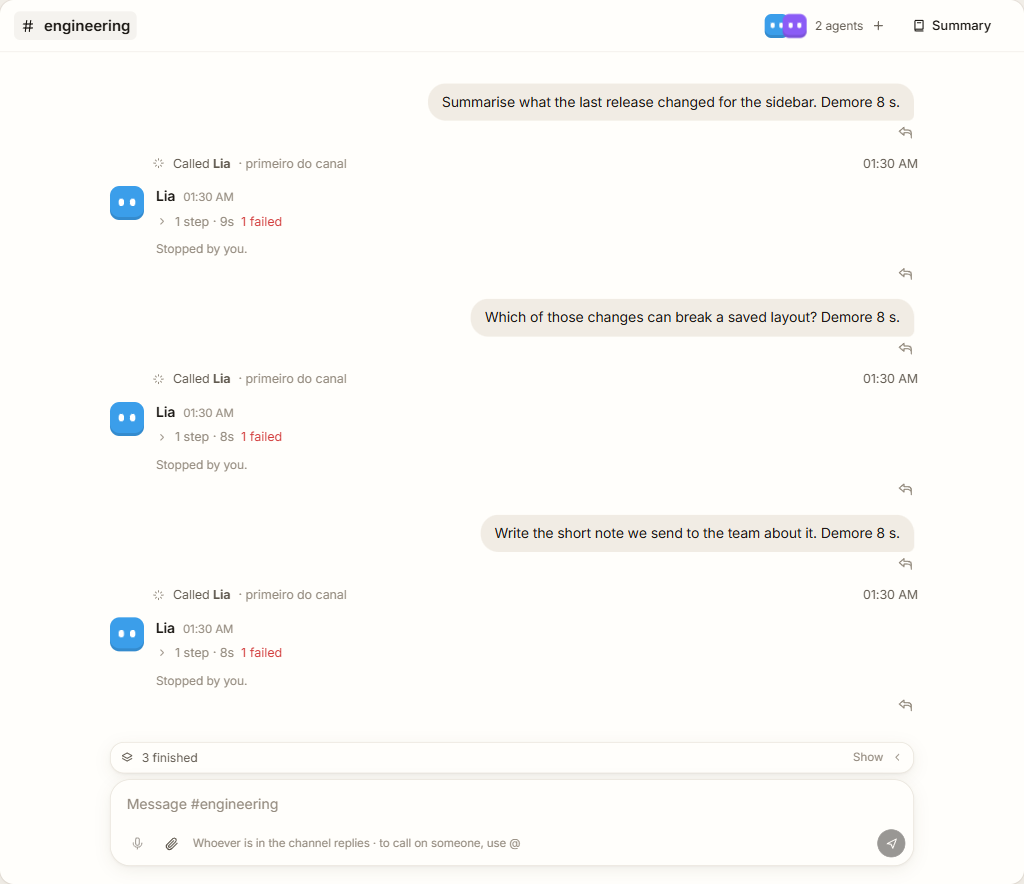 # engineering
2 agents +
Summary
Summarise what the last release changed for the sidebar. Demore 8 s.
Called Lia · primeiro do canal 01:30 AM
Lia 01:30 AM
1 step · 9s 1 failed
Stopped by you.
Which of those changes can break a saved layout? Demore 8 s.
Called Lia · primeiro do canal 01:30 AM
Lia 01:30 AM
1 step · 8s 1 failed
Stopped by you.
Write the short note we send to the team about it. Demore 8 s.
Called Lia · primeiro do canal 01:30 AM
Lia 01:30 AM
1 step · 8s 1 failed
Stopped by you.
3 finished Show
Message #engineering
Whoever is in the channel replies · to call on someone, use @